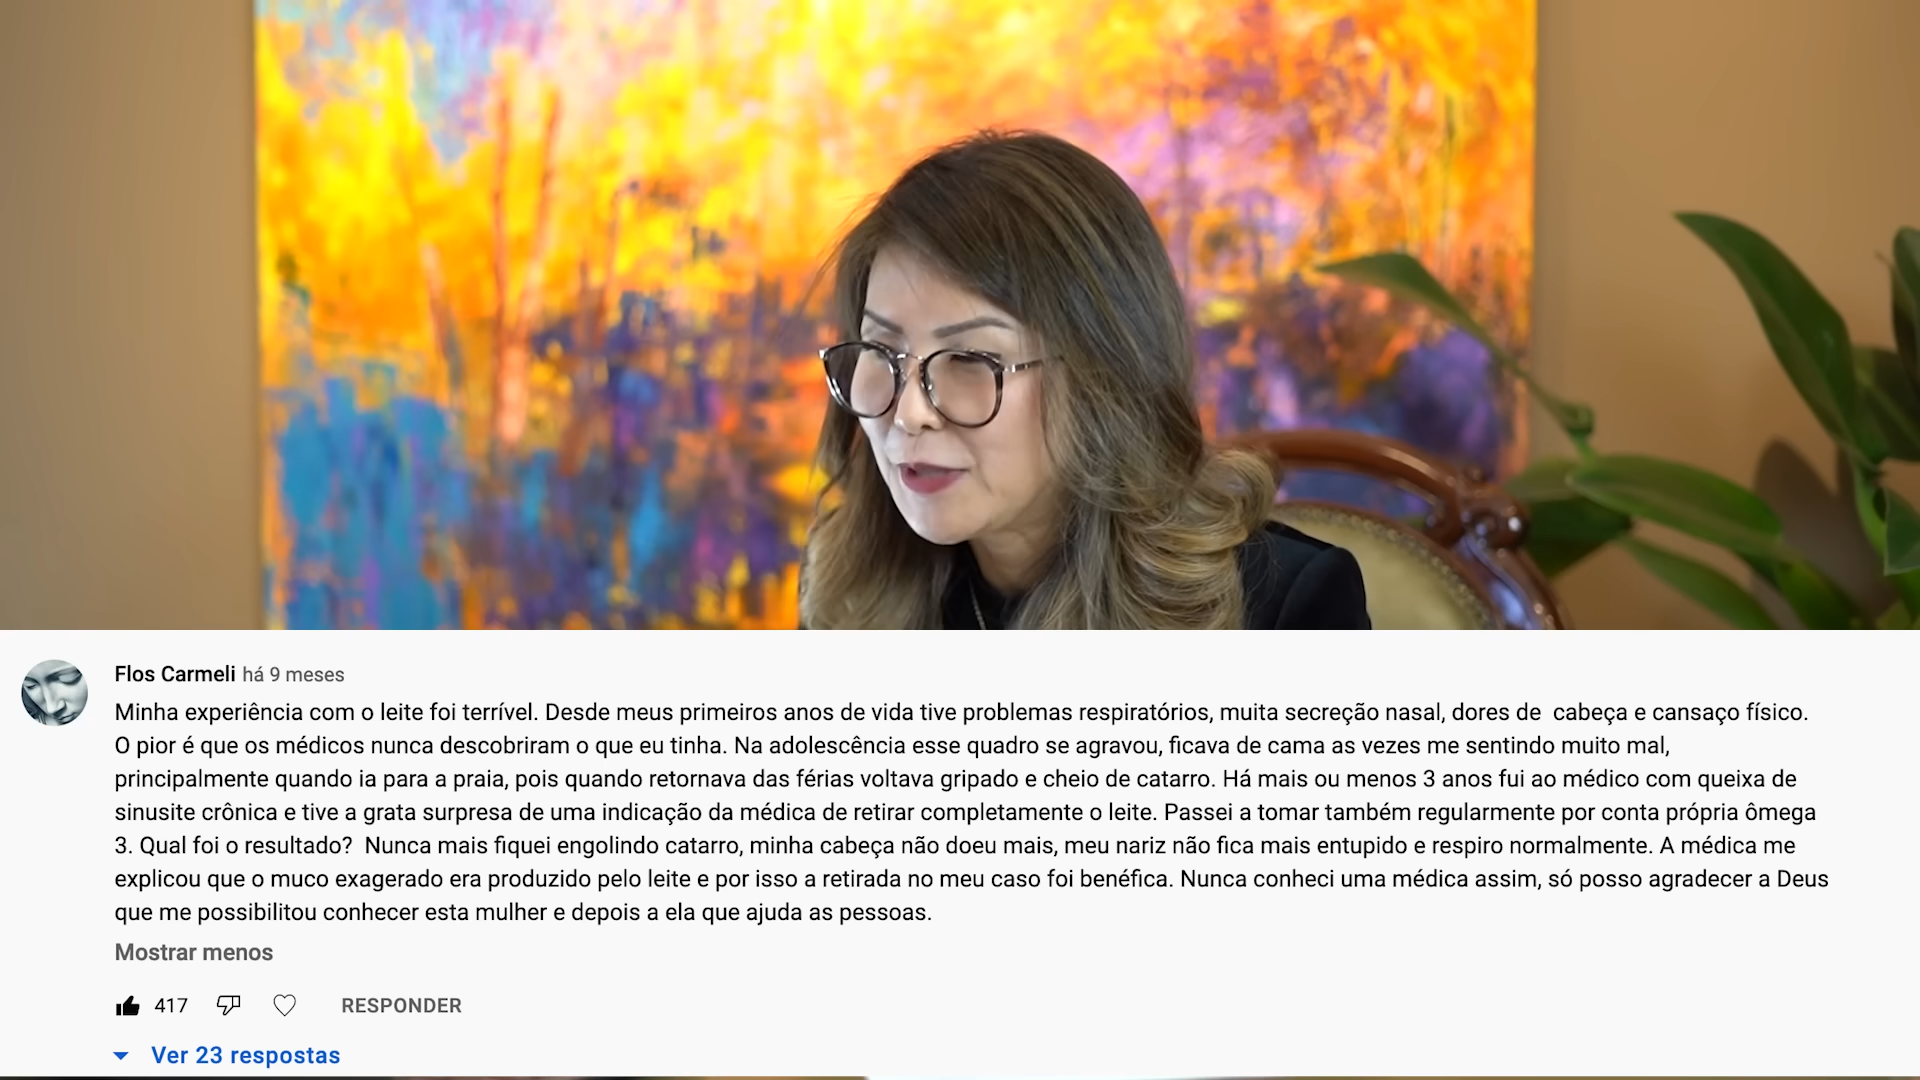 Flos Carmeli há 9 meses
Minha experiência com o leite foi terrível. Desde meus primeiros anos de vida tive problemas respiratórios, muita secreção nasal, dores de  cabeça e cansaço físico.
O pior é que os médicos nunca descobriram o que eu tinha. Na adolescência esse quadro se agravou, ficava de cama as vezes me sentindo muito mal,
principalmente quando ia para a praia, pois quando retornava das férias voltava gripado e cheio de catarro. Há mais ou menos 3 anos fui ao médico com queixa de
sinusite crônica e tive a grata surpresa de uma indicação da médica de retirar completamente o leite. Passei a tomar também regularmente por conta própria ômega
3. Qual foi o resultado?  Nunca mais fiquei engolindo catarro, minha cabeça não doeu mais, meu nariz não fica mais entupido e respiro normalmente. A médica me
explicou que o muco exagerado era produzido pelo leite e por isso a retirada no meu caso foi benéfica. Nunca conheci uma médica assim, só posso agradecer a Deus
que me possibilitou conhecer esta mulher e depois a ela que ajuda as pessoas.
Mostrar menos
417 RESPONDER
Ver 23 respostas